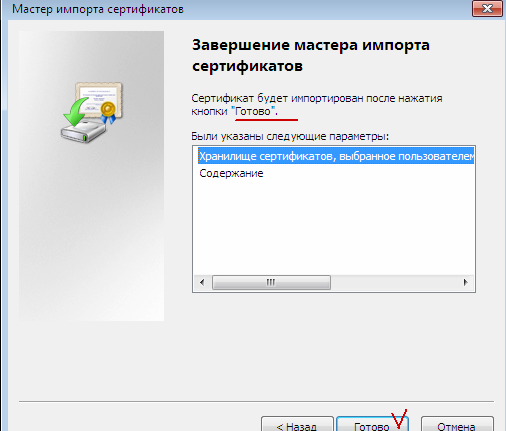 Мастер импорта сертификатов
Завершение мастера импорта
сертификатов
Сертификат будет импортирован после нажатия
кнопки "Готово".
Были указаны следующие параметры:
Хранилище сертификатов, выбранное пользователем
Содержание
< Назад
Готово
Отмена